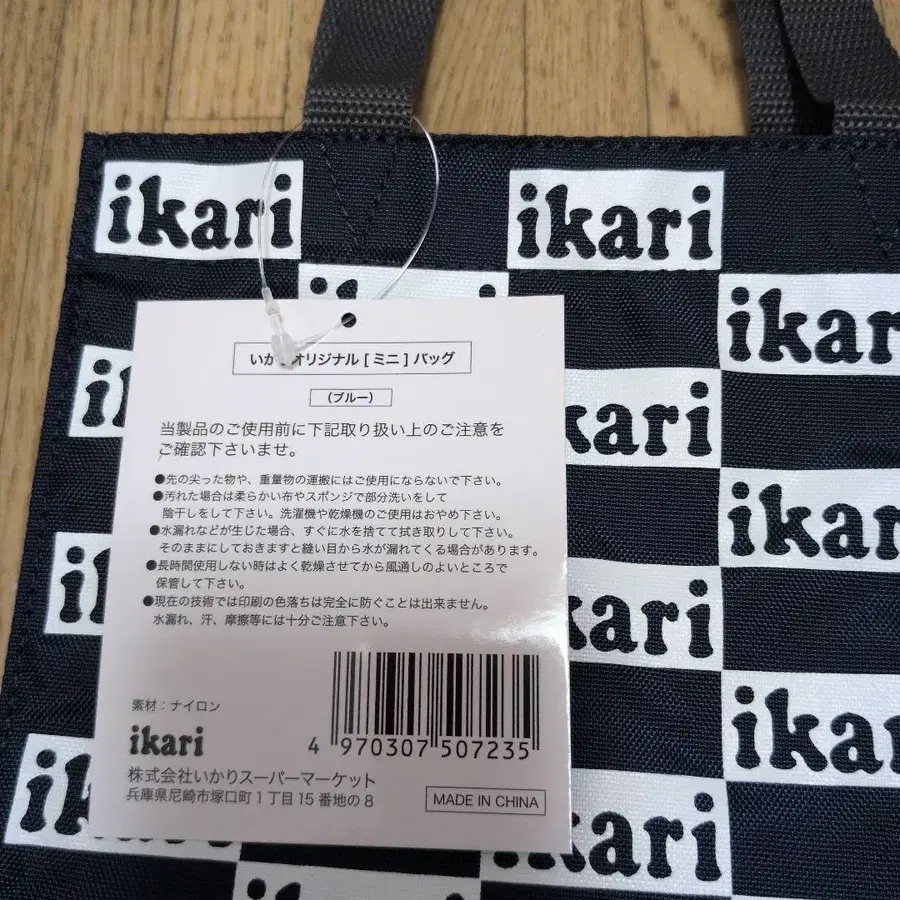 ikari
ikari
ikari
いか オリジナル [ ミニ ] バッグ
（ブルー）
当製品のご使用前に下記取り扱い上のご注意を
ご確認下さいませ。
●先の尖った物や、重量物の運搬にはご使用にならないで下さい。
●汚れた場合は柔らかい布やスポンジで部分洗いをして
陰干しをして下さい。洗濯機や乾燥機のご使用はおやめ下さい。
●水漏れなどが生じた場合、すぐに水を捨てて拭き取りして下さい。
そのままにしておきますと縫い目から水が漏れてくる場合があります。
●長時間使用しない時はよく乾燥させてから風通しのよいところで
保管して下さい。
●現在の技術では印刷の色落ちは完全に防ぐことは出来ません。
水漏れ、汗、摩擦等には十分ご注意下さい。
素材：ナイロン
ikari
4 970307 507235
株式会社いかりスーパーマーケット
兵庫県尼崎市塚口町1丁目15番地の8
MADE IN CHINA
ikari
ikari
ikari
ikari
ikari
ikari